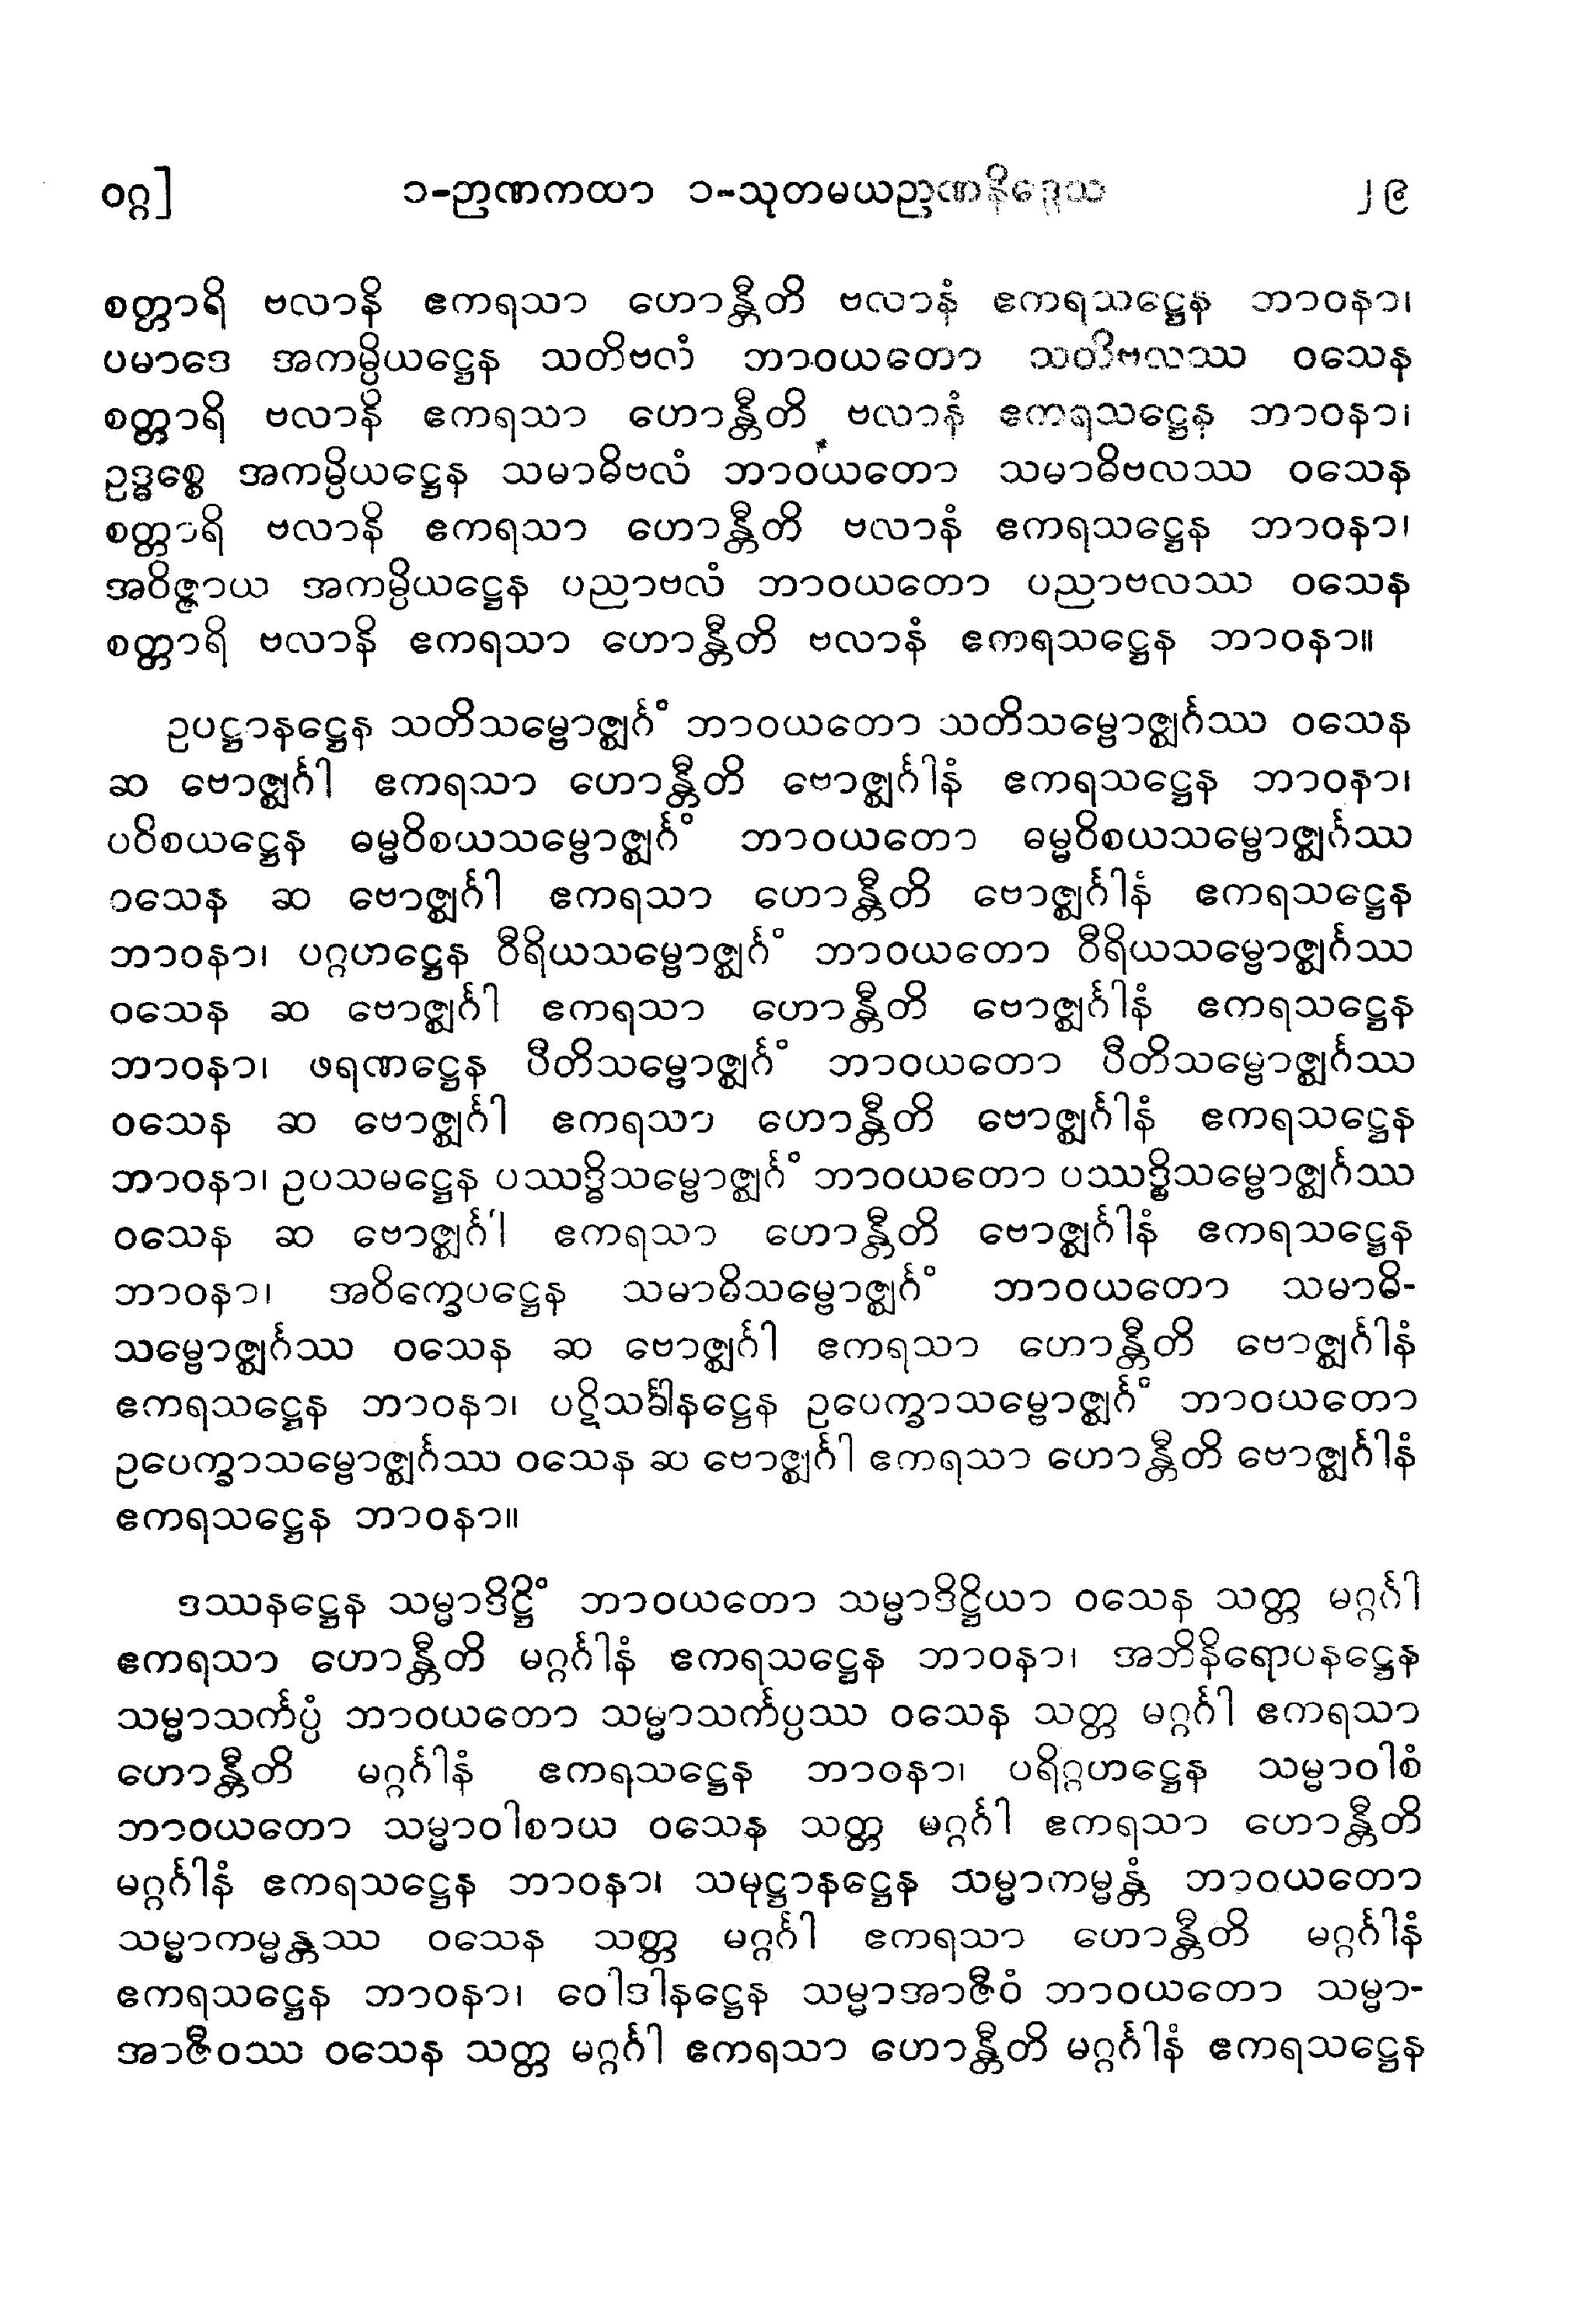 ဝဂ္ဂ] ၁-ဉာဏကထာ ၁-သုတမယဉာဏနိဒ္ဒေသ ၂၉
စတ္တာရိ ဗလာနိ ဧကရသာ ဟောန္တီတိ ဗလာနံ ဧကရသဋ္ဌေန ဘာဝနာ၊
ပမာဒေ အကမ္ပိယဋ္ဌေန သတိဗလံ ဘာဝယတော သတိဗလဿ ဝသေန
စတ္တာရိ ဗလာနိ ဧကရသာ ဟောန္တီတိ ဗလာနံ ဧကရသဋ္ဌေန ဘာဝနာ၊
ဥဒ္ဓစ္စေ အကမ္ပိယဋ္ဌေန သမာဓိဗလံ ဘာဝယတော သမာဓိဗလဿ ဝသေန
စတ္တာရိ ဗလာနိ ဧကရသာ ဟောန္တီတိ ဗလာနံ ဧကရသဋ္ဌေန ဘာဝနာ၊
အဝိဇ္ဇာယ အကမ္ပိယဋ္ဌေန ပညာဗလံ ဘာဝယတော ပညာဗလဿ ဝသေန
စတ္တာရိ ဗလာနိ ဧကရသာ ဟောန္တီတိ ဗလာနံ ဧကရသဋ္ဌေန ဘာဝနာ။
ဥပဋ္ဌာနဋ္ဌေန သတိသမ္ဗောဇ္ဈင်္ဂံ ဘာဝယတော သတိသမ္ဗောဇ္ဈင်္ဂဿ ဝသေန
ဆ ဗောဇ္ဈင်္ဂါ ဧကရသာ ဟောန္တီတိ ဗောဇ္ဈင်္ဂါနံ ဧကရသဋ္ဌေန ဘာဝနာ၊
ပဝိစယဋ္ဌေန ဓမ္မဝိစယသမ္ဗောဇ္ဈင်္ဂံ ဘာဝယတော ဓမ္မဝိစယသမ္ဗောဇ္ဈင်္ဂဿ
ဝသေန ဆ ဗောဇ္ဈင်္ဂါ ဧကရသာ ဟောန္တီတိ ဗောဇ္ဈင်္ဂါနံ ဧကရသဋ္ဌေန
ဘာဝနာ၊ ပဂ္ဂဟဋ္ဌေန ဝီရိယသမ္ဗောဇ္ဈင်္ဂံ ဘာဝယတော ဝီရိယသမ္ဗောဇ္ဈင်္ဂဿ
ဝသေန ဆ ဗောဇ္ဈင်္ဂါ ဧကရသာ ဟောန္တီတိ ဗောဇ္ဈင်္ဂါနံ ဧကရသဋ္ဌေန
ဘာဝနာ၊ ဖရဏဋ္ဌေန ပီတိသမ္ဗောဇ္ဈင်္ဂံ ဘာဝယတော ပီတိသမ္ဗောဇ္ဈင်္ဂဿ
ဝသေန ဆ ဗောဇ္ဈင်္ဂါ ဧကရသာ ဟောန္တီတိ ဗောဇ္ဈင်္ဂါနံ ဧကရသဋ္ဌေန
ဘာဝနာ၊ ဥပသမဋ္ဌေန ပဿဒ္ဓိသမ္ဗောဇ္ဈင်္ဂံ ဘာဝယတော ပဿဒ္ဓိသမ္ဗောဇ္ဈင်္ဂဿ
ဝသေန ဆ ဗောဇ္ဈင်္ဂါ ဧကရသာ ဟောန္တီတိ ဗောဇ္ဈင်္ဂါနံ ဧကရသဋ္ဌေန
ဘာဝနာ၊ အဝိက္ခေပဋ္ဌေန သမာဓိသမ္ဗောဇ္ဈင်္ဂံ ဘာဝယတော သမာဓိ-
သမ္ဗောဇ္ဈင်္ဂဿ ဝသေန ဆ ဗောဇ္ဈင်္ဂါ ဧကရသာ ဟောန္တီတိ ဗောဇ္ဈင်္ဂါနံ
ဧကရသဋ္ဌေန ဘာဝနာ၊ ပဋိသင်္ခါနဋ္ဌေန ဥပေက္ခာသမ္ဗောဇ္ဈင်္ဂံ ဘာဝယတော
ဥပေက္ခာသမ္ဗောဇ္ဈင်္ဂဿ ဝသေန ဆ ဗောဇ္ဈင်္ဂါ ဧကရသာ ဟောန္တီတိ ဗောဇ္ဈင်္ဂါနံ
ဧကရသဋ္ဌေန ဘာဝနာ။
ဒဿနဋ္ဌေန သမ္မာဒိဋ္ဌိံ ဘာဝယတော သမ္မာဒိဋ္ဌိယာ ဝသေန သတ္တ မဂ္ဂင်္ဂါ
ဧကရသာ ဟောန္တီတိ မဂ္ဂင်္ဂါနံ ဧကရသဋ္ဌေန ဘာဝနာ၊ အဘိနိရောပနဋ္ဌေန
သမ္မာသင်္ကပ္ပံ ဘာဝယတော သမ္မာသင်္ကပ္ပဿ ဝသေန သတ္တ မဂ္ဂင်္ဂါ ဧကရသာ
ဟောန္တီတိ မဂ္ဂင်္ဂါနံ ဧကရသဋ္ဌေန ဘာဝနာ၊ ပရိဂ္ဂဟဋ္ဌေန သမ္မာဝါစံ
ဘာဝယတော သမ္မာဝါစာယ ဝသေန သတ္တ မဂ္ဂင်္ဂါ ဧကရသာ ဟောန္တီတိ
မဂ္ဂင်္ဂါနံ ဧကရသဋ္ဌေန ဘာဝနာ၊ သမုဋ္ဌာနဋ္ဌေန သမ္မာကမ္မန္တံ ဘာဝယတော
သမ္မာကမ္မန္တဿ ဝသေန သတ္တ မဂ္ဂင်္ဂါ ဧကရသာ ဟောန္တီတိ မဂ္ဂင်္ဂါနံ
ဧကရသဋ္ဌေန ဘာဝနာ၊ ဝေါဒါနဋ္ဌေန သမ္မာအာဇီဝံ ဘာဝယတော သမ္မာ-
အာဇီဝဿ ဝသေန သတ္တ မဂ္ဂင်္ဂါ ဧကရသာ ဟောန္တီတိ မဂ္ဂင်္ဂါနံ ဧကရသဋ္ဌေန